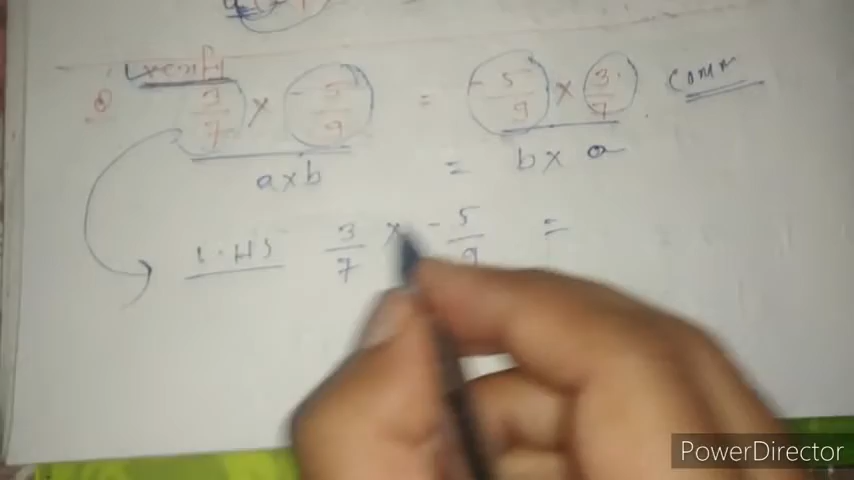 Verify
3/7 × -5/9 = -5/9 × 3/7 Comm
a×b = b× a
L.HS 3/7 × -5/9 =
PowerDirector